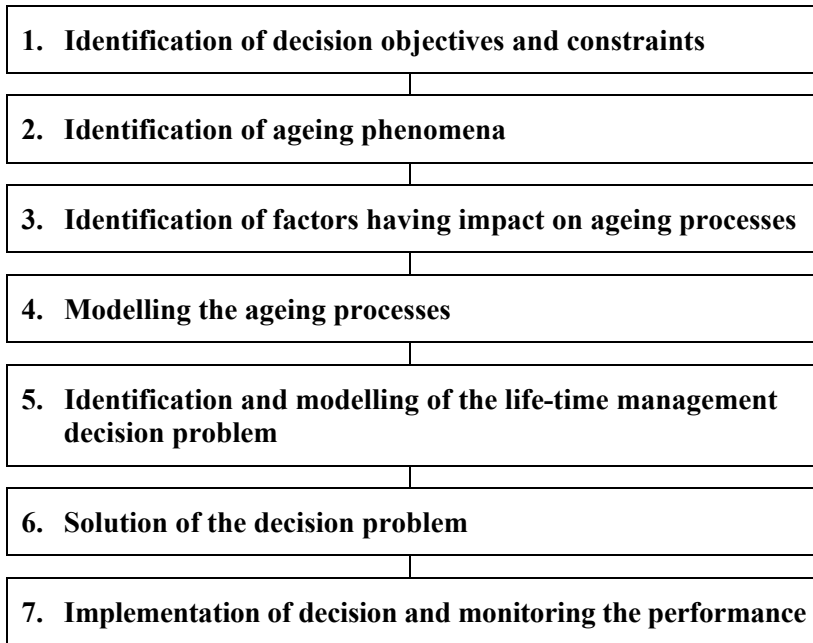 1. Identification of decision objectives and constraints
2. Identification of ageing phenomena
3. Identification of factors having impact on ageing processes
4. Modelling the ageing processes
5. Identification and modelling of the life-time management
decision problem
6. Solution of the decision problem
7. Implementation of decision and monitoring the performance